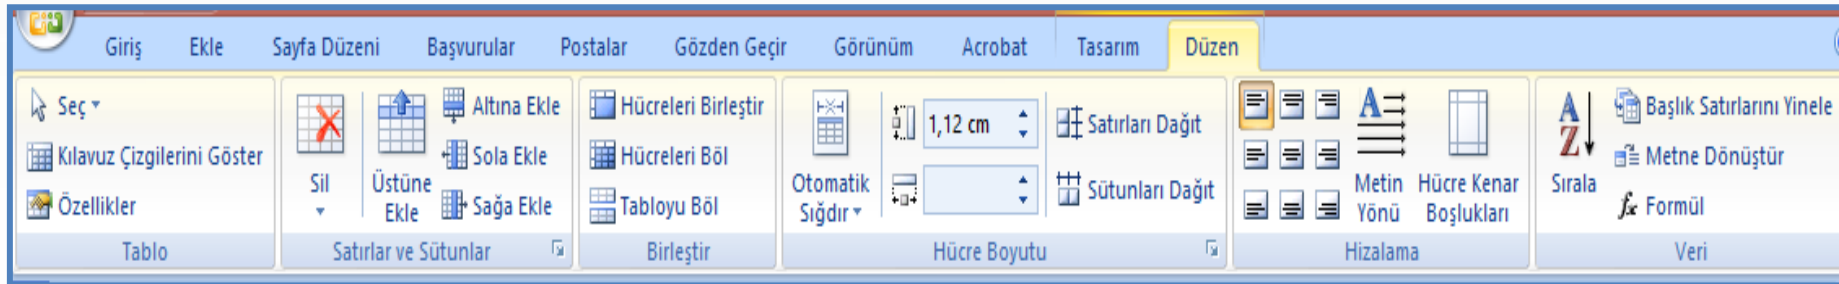 Giriş Ekle Sayfa Düzeni Başvurular Postalar Gözden Geçir Görünüm Acrobat Tasarım Düzen
Seç
Kılavuz Çizgilerini Göster
Özellikler
Tablo
Sil
Üstüne
Ekle
Altına Ekle
Sola Ekle
Sağa Ekle
Satırlar ve Sütunlar
Hücreleri Birleştir
Hücreleri Böl
Tabloyu Böl
Birleştir
Otomatik
Sığdır
1,12 cm
Satırları Dağıt
Sütunları Dağıt
Hücre Boyutu
Metin
Yönü
Hücre Kenar
Boşlukları
Hizalama
A
Z
Sırala
Başlık Satırlarını Yinele
Metne Dönüştür
fx Formül
Veri